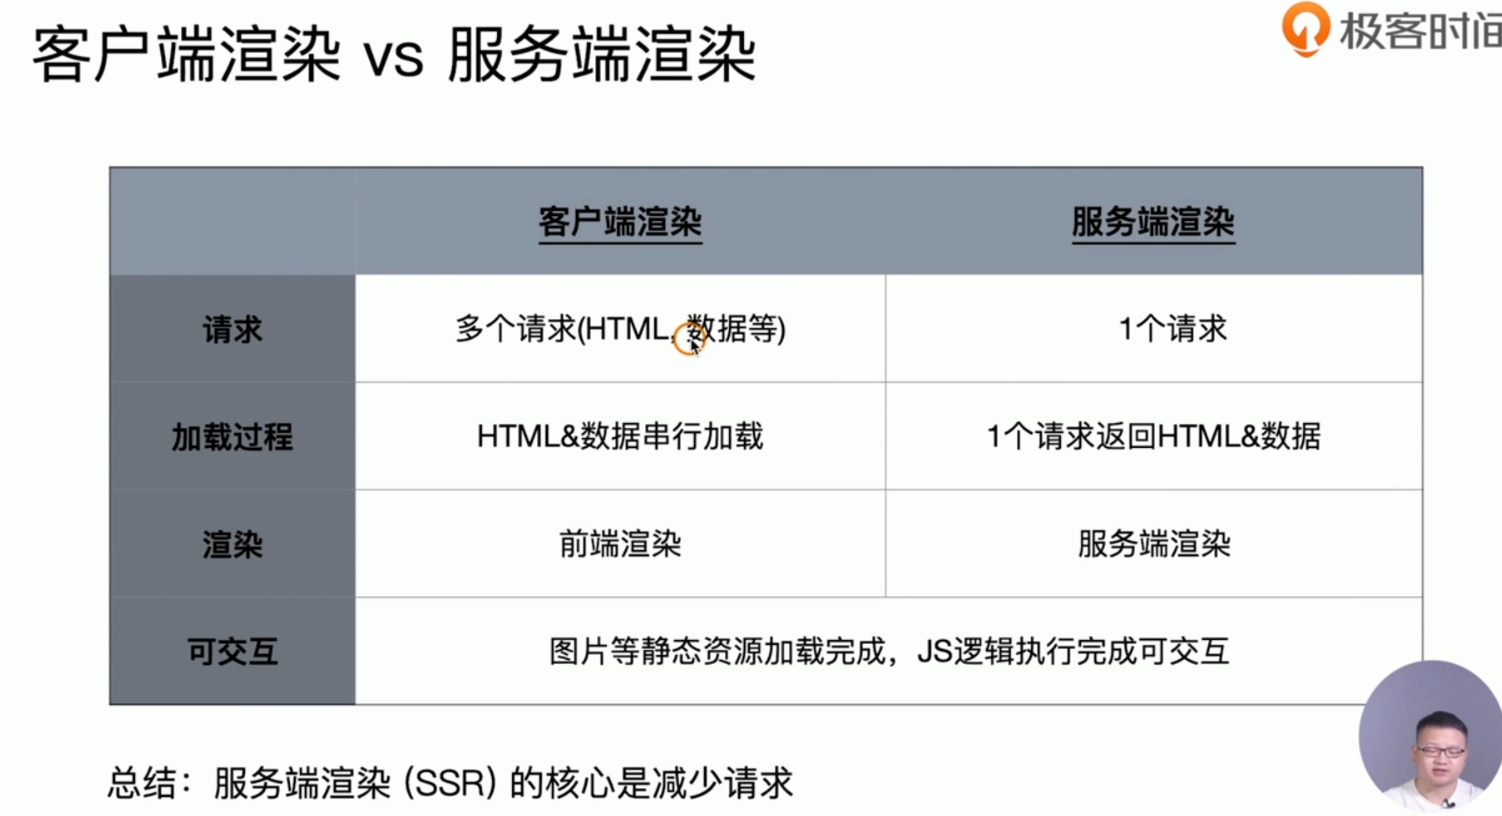 客户端渲染 vs 服务端渲染
极客时间
客户端渲染 服务端渲染
请求 多个请求(HTML, 数据等) 1个请求
加载过程 HTML&数据串行加载 1个请求返回HTML&数据
渲染 前端渲染 服务端渲染
可交互 图片等静态资源加载完成，JS逻辑执行完成可交互
总结：服务端渲染 (SSR) 的核心是减少请求